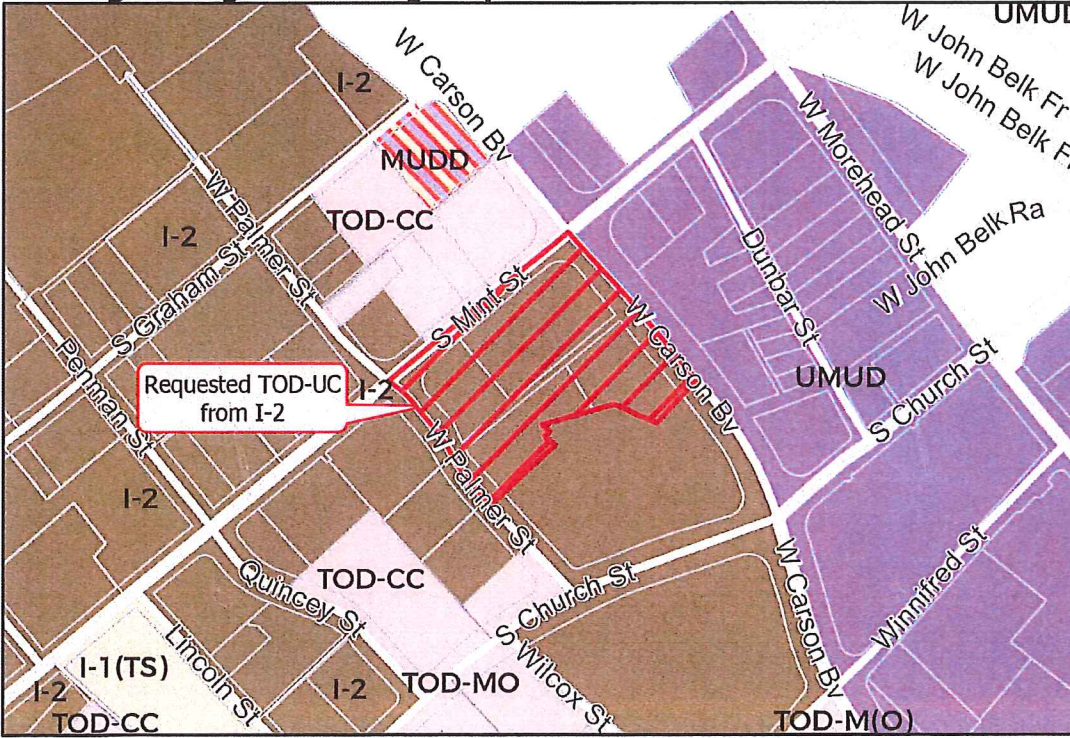 UMUD
W John Belk Fr
W John Belk Fr
W Carson Bv
I-2
MUDD
W Morehead St
W Palmer St
TOD-CC
I-2
S Graham St
W John Belk Ra
Dunbar St
S Mint St
W Carson Bv
Penman St
Requested TOD-UC
from I-2
I-2
UMUD
S Church St
W Palmer St
I-2
Quincey St
TOD-CC
S Church St
W Carson Bv
Winnifred St
I-1(TS)
Lincoln St
I-2
I-2
TOD-MO
S Wilcox St
TOD-CC
TOD-M(O)